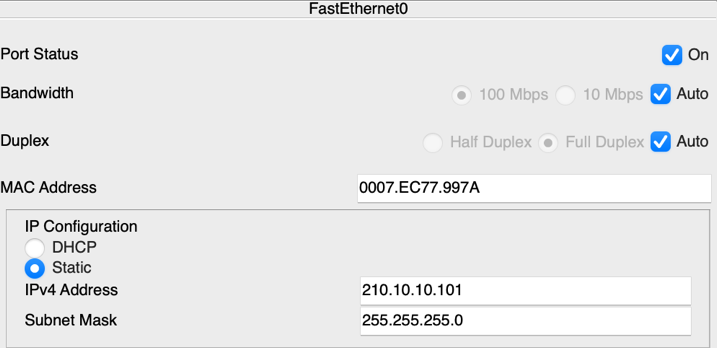 FastEthernet0
Port Status On
Bandwidth 100 Mbps 10 Mbps Auto
Duplex Half Duplex Full Duplex Auto
MAC Address 0007.EC77.997A
IP Configuration
DHCP
Static
IPv4 Address 210.10.10.101
Subnet Mask 255.255.255.0